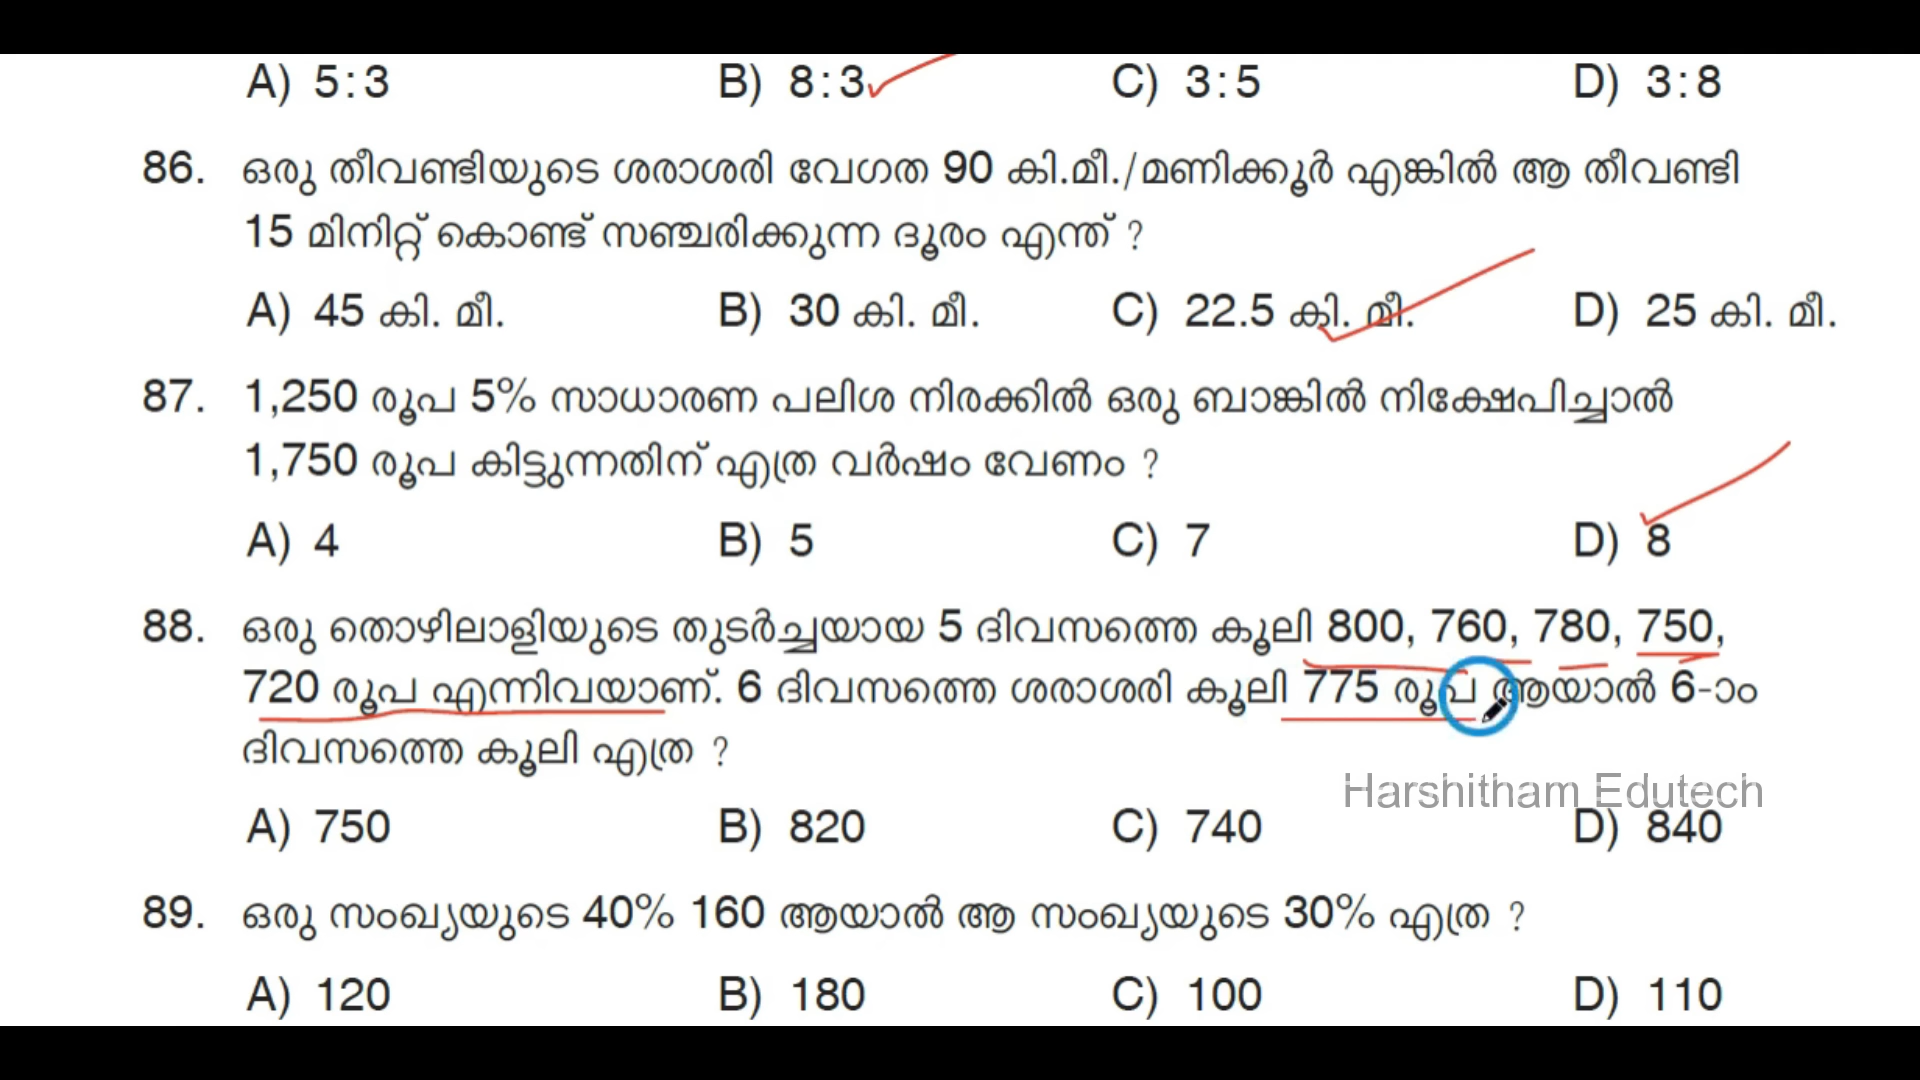 A) 5:3 B) 8:3 C) 3:5 D) 3:8
86. ഒരു തീവണ്ടിയുടെ ശരാശരി വേഗത 90 കി.മീ./മണിക്കൂർ എങ്കിൽ ആ തീവണ്ടി
15 മിനിറ്റ് കൊണ്ട് സഞ്ചരിക്കുന്ന ദൂരം എന്ത് ?
A) 45 കി. മീ. B) 30 കി. മീ. C) 22.5 കി. മീ. D) 25 കി. മീ.
87. 1,250 രൂപ 5% സാധാരണ പലിശ നിരക്കിൽ ഒരു ബാങ്കിൽ നിക്ഷേപിച്ചാൽ
1,750 രൂപ കിട്ടുന്നതിന് എത്ര വർഷം വേണം ?
A) 4 B) 5 C) 7 D) 8
88. ഒരു തൊഴിലാളിയുടെ തുടർച്ചയായ 5 ദിവസത്തെ കൂലി 800, 760, 780, 750,
720 രൂപ എന്നിവയാണ്. 6 ദിവസത്തെ ശരാശരി കൂലി 775 രൂപ ആയാൽ 6-ാം
ദിവസത്തെ കൂലി എത്ര ?
Harshitham Edutech
A) 750 B) 820 C) 740 D) 840
89. ഒരു സംഖ്യയുടെ 40% 160 ആയാൽ ആ സംഖ്യയുടെ 30% എത്ര ?
A) 120 B) 180 C) 100 D) 110